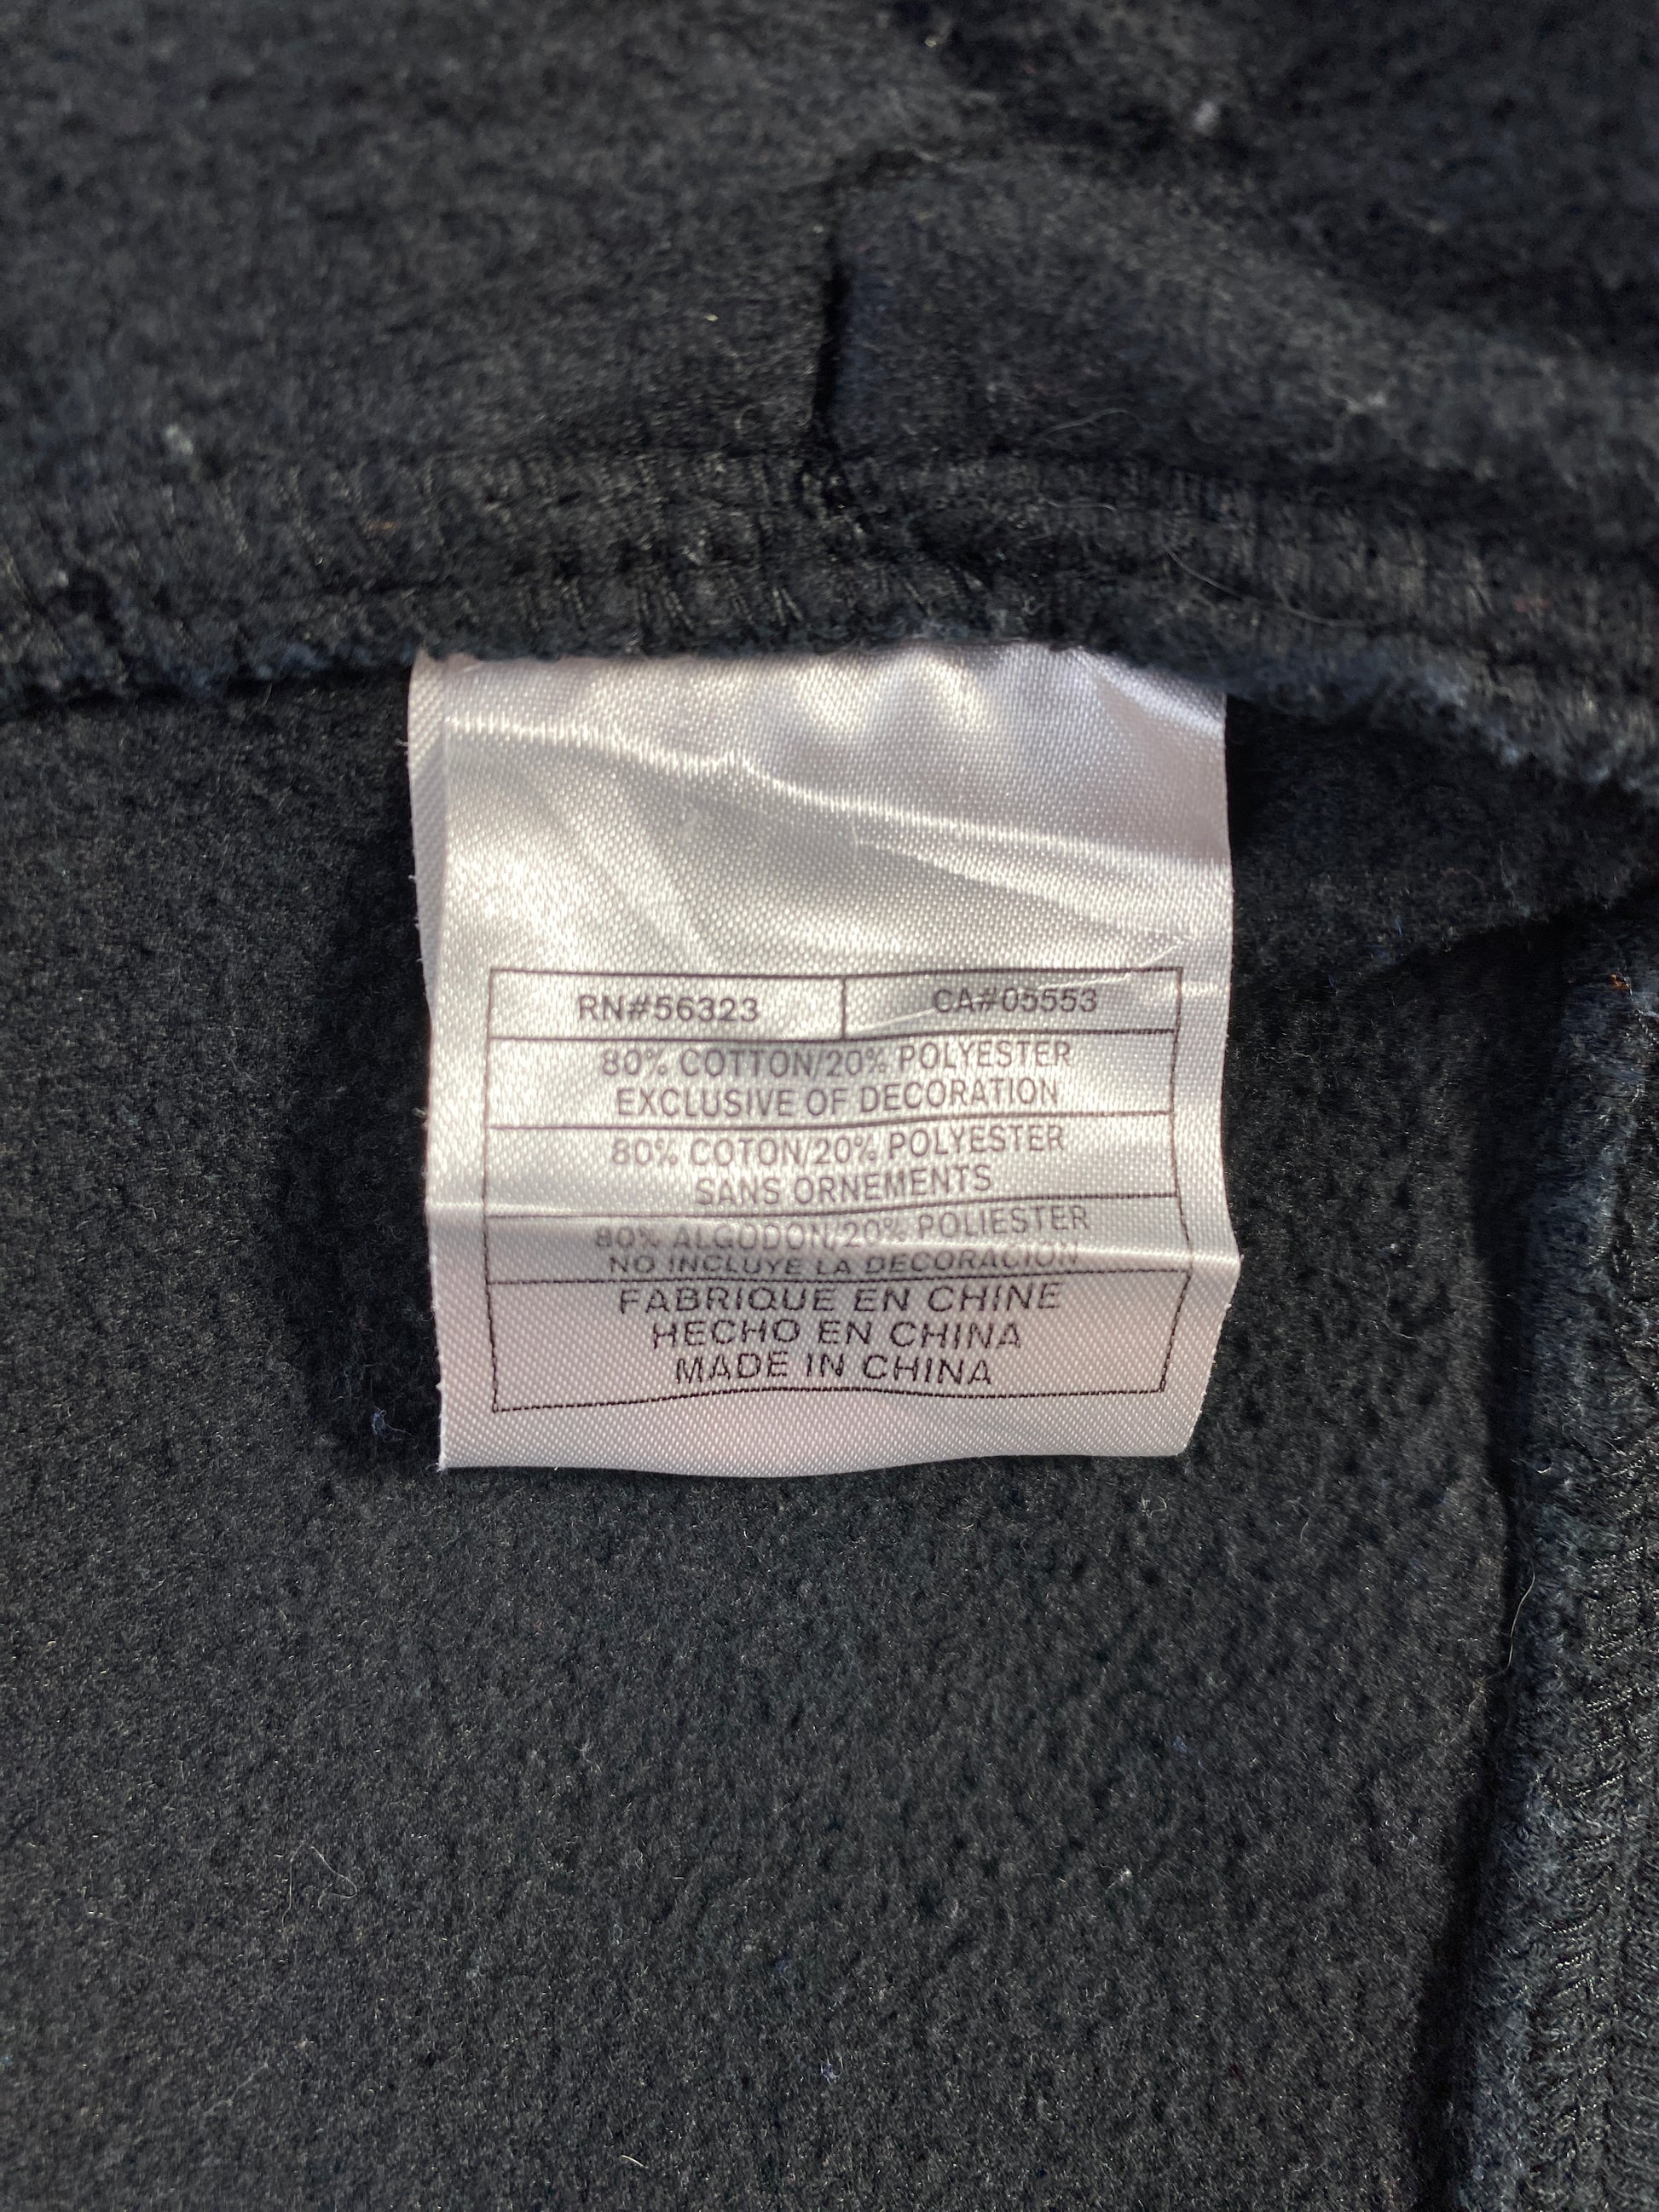 RN#56323 CA#05553
80% COTTON/20% POLYESTER
EXCLUSIVE OF DECORATION
80% COTON/20% POLYESTER
SANS ORNEMENTS
80% ALGODON/20% POLIESTER
NO INCLUYE LA DECORACION
FABRIQUE EN CHINE
HECHO EN CHINA
MADE IN CHINA